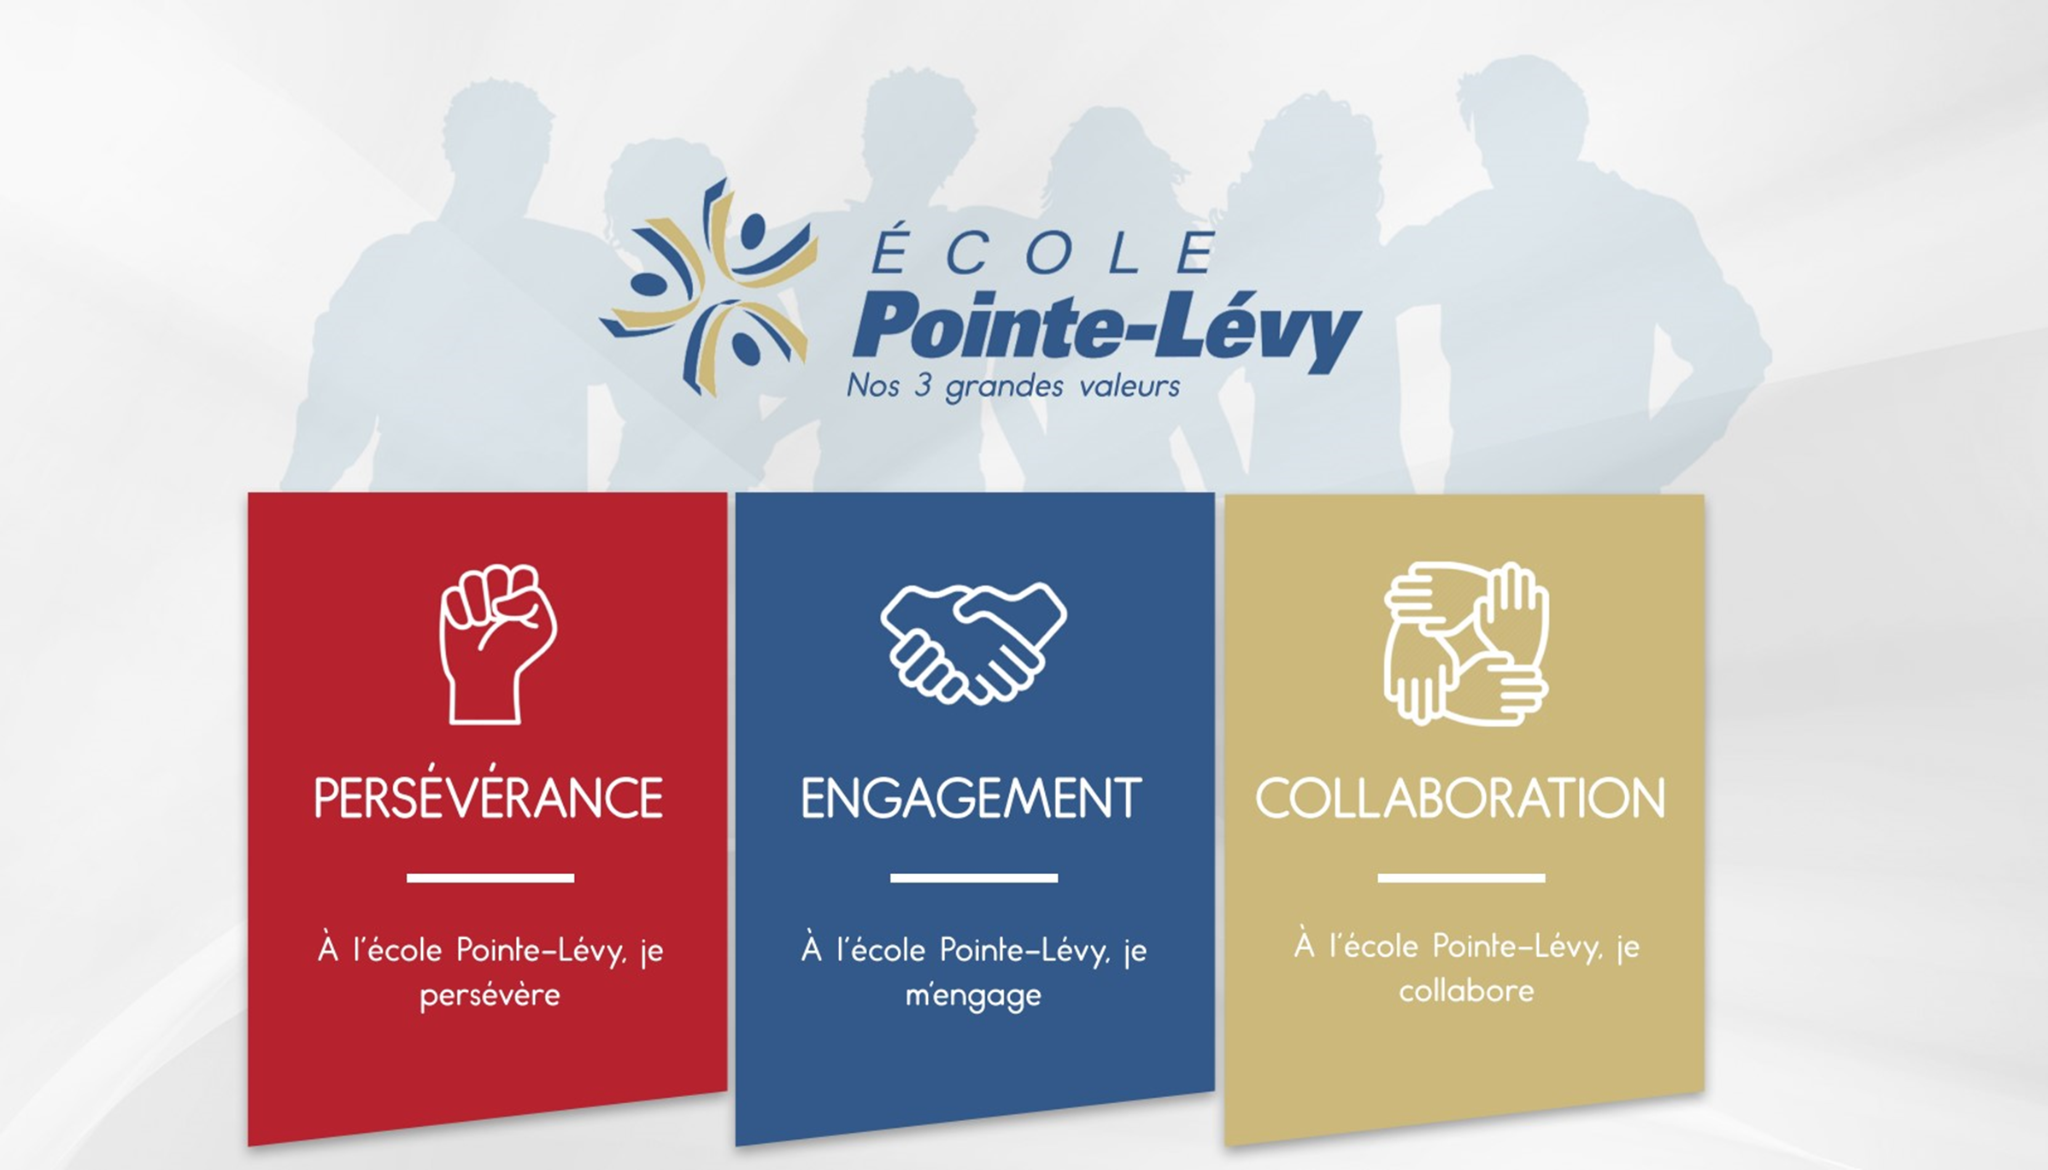 ÉCOLE
Pointe-Lévy
Nos 3 grandes valeurs
PERSÉVÉRANCE
À l'école Pointe-Lévy, je
persévère
ENGAGEMENT
À l'école Pointe-Lévy, je
m'engage
COLLABORATION
À l'école Pointe-Lévy, je
collabore